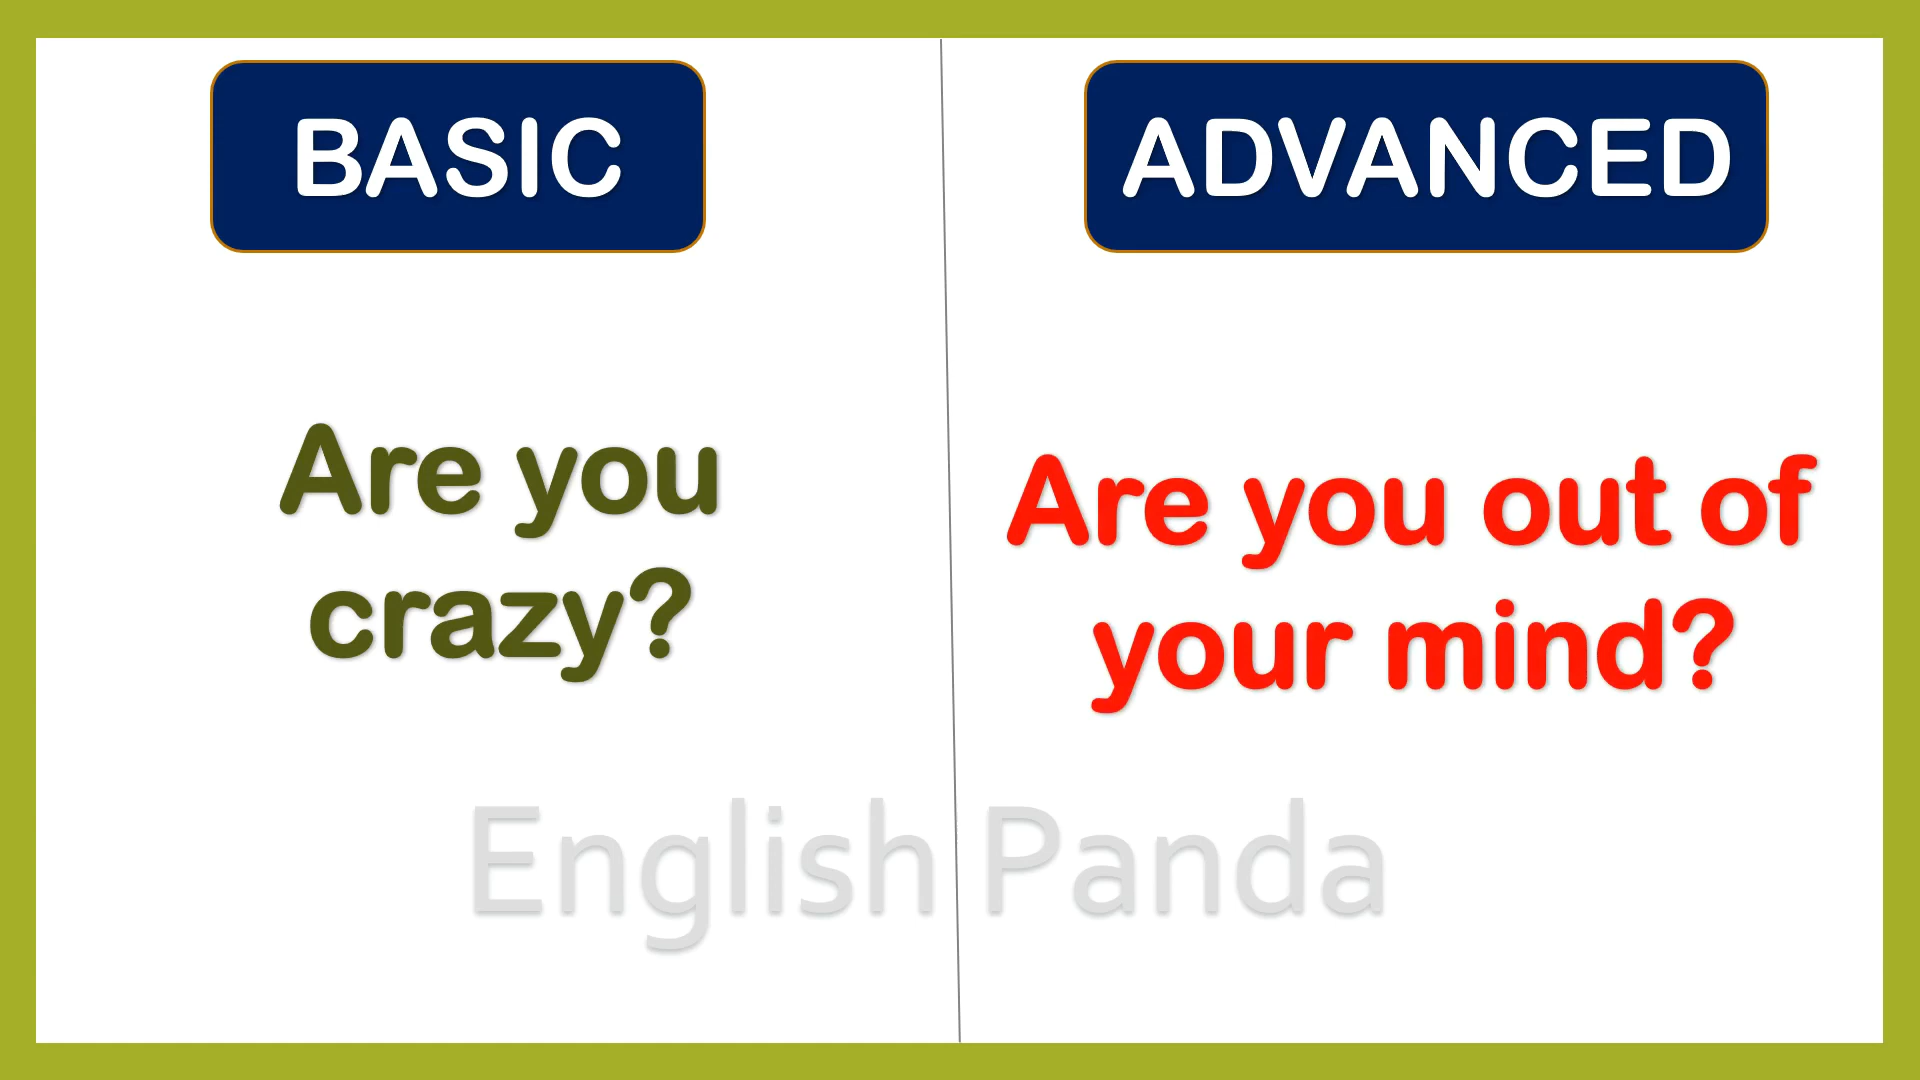 BASIC
Are you
crazy?
ADVANCED
Are you out of
your mind?
English Panda